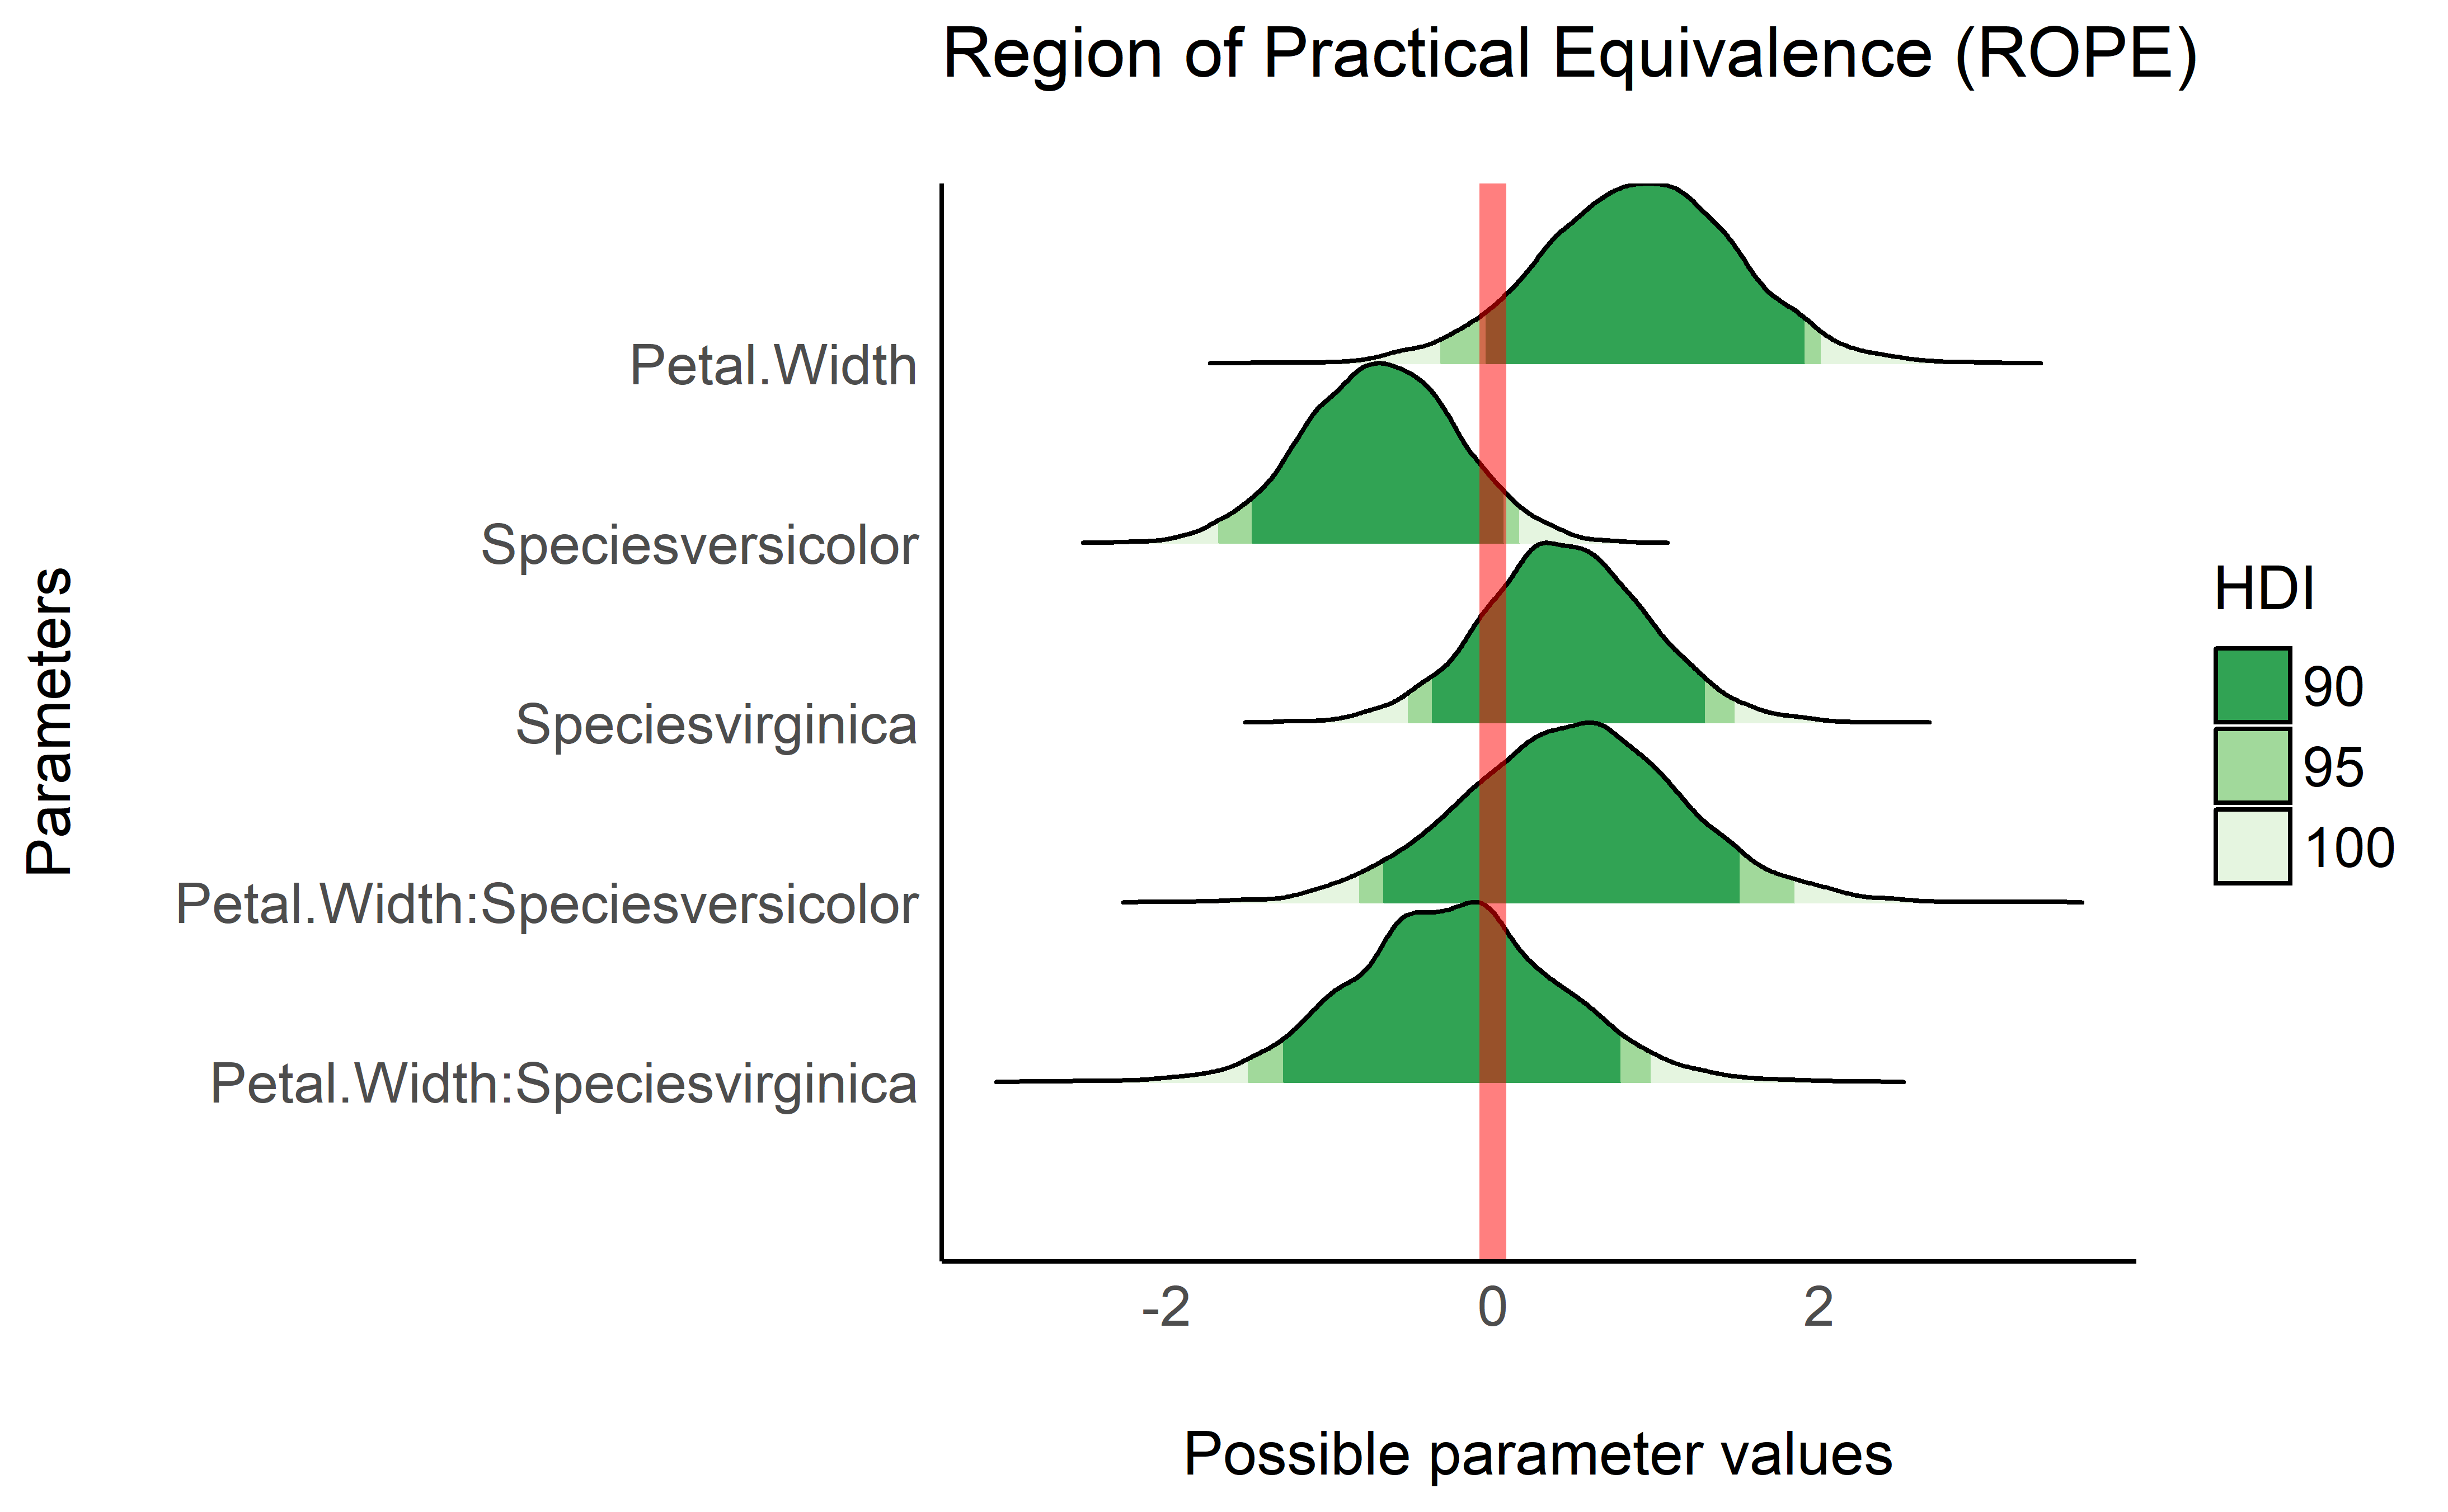 Region of Practical Equivalence (ROPE)
Parameters
Petal.Width
Speciesversicolor
Speciesvirginica
Petal.Width:Speciesversicolor
Petal.Width:Speciesvirginica
-2 0 2
Possible parameter values
HDI
90
95
100